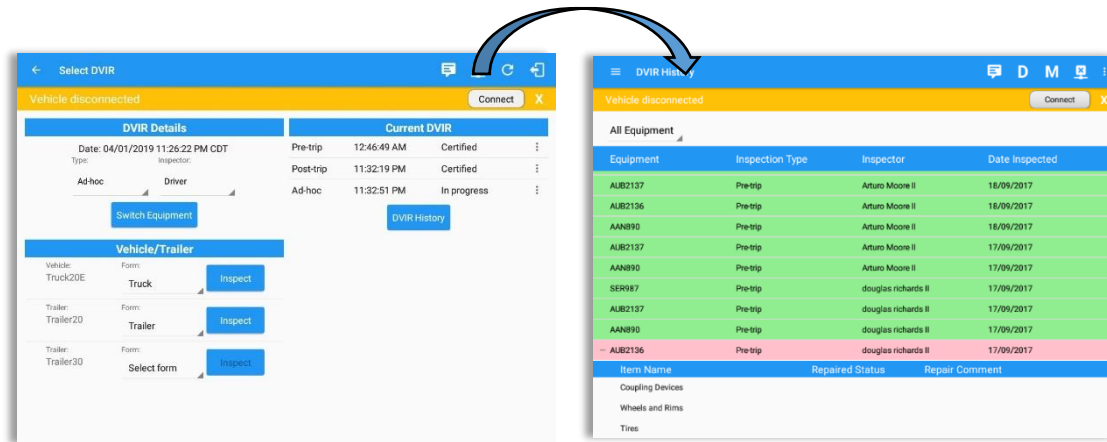 Select DVIR
Vehicle disconnected
Connect X
DVIR Details
Date: 04/01/2019 11:26:22 PM CDT
Type: Inspector:
Ad-hoc Driver
Switch Equipment
Vehicle/Trailer
Vehicle: Form:
Truck20E Truck Inspect
Trailer: Form:
Trailer20 Trailer Inspect
Trailer: Form:
Trailer30 Select form Inspect
Current DVIR
Pre-trip 12:46:49 AM Certified
Post-trip 11:32:19 PM Certified
Ad-hoc 11:32:51 PM In progress
DVIR History
DVIR History D M
Vehicle disconnected
Connect X
All Equipment
Equipment Inspection Type Inspector Date Inspected
AUB2137 Pre-trip Arturo Moore II 18/09/2017
AUB2136 Pre-trip Arturo Moore II 18/09/2017
AAN890 Pre-trip Arturo Moore II 18/09/2017
AUB2137 Pre-trip Arturo Moore II 17/09/2017
AAN890 Pre-trip Arturo Moore II 17/09/2017
SER987 Pre-trip douglas richards II 17/09/2017
AUB2137 Pre-trip douglas richards II 17/09/2017
AAN890 Pre-trip douglas richards II 17/09/2017
– AUB2136 Pre-trip douglas richards II 17/09/2017
Item Name Repaired Status Repair Comment
Coupling Devices
Wheels and Rims
Tires